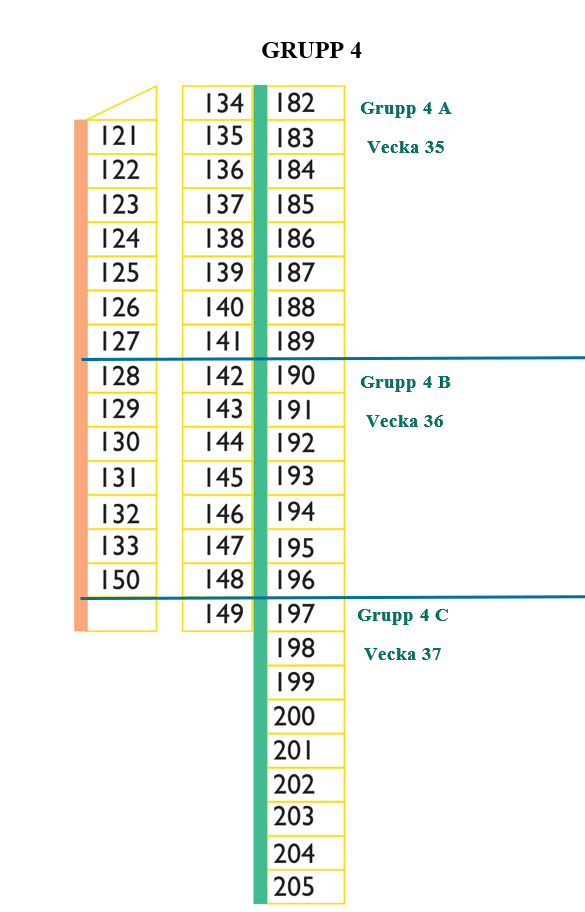 GRUPP 4
134 182 Grupp 4 A
121 135 183 Vecka 35
122 136 184
123 137 185
124 138 186
125 139 187
126 140 188
127 141 189
128 142 190 Grupp 4 B
129 143 191 Vecka 36
130 144 192
131 145 193
132 146 194
133 147 195
150 148 196
149 197 Grupp 4 C
198 Vecka 37
199
200
201
202
203
204
205